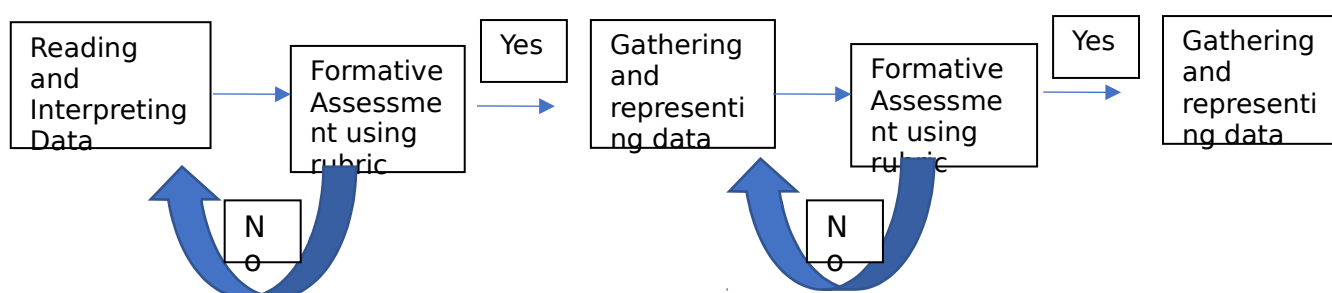 Reading
and
Interpreting
Data
Formative
Assessme
nt using
rubric
Yes
N
o
Gathering
and
representi
ng data
Formative
Assessme
nt using
rubric
Yes
N
o
Gathering
and
representi
ng data